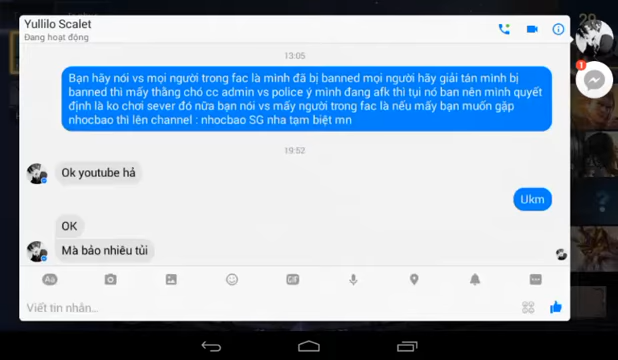 Yullilo Scalet
Đang hoạt động
13:05
Bạn hãy nói vs mọi người trong fac là mình đã bị banned mọi người hãy giải tán mình bị
banned thì mấy thằng chó cc admin vs police ý mình đang afk thì tụi nó ban nên mình quyết
định là ko chơi sever đó nữa bạn nói vs mấy người trong fac là nếu mấy bạn muốn gặp
nhocbao thì lên channel : nhocbao SG nha tạm biệt mn
19:52
Ok youtube hả
Ukm
OK
Mà bảo nhiêu tủi
Aa
GIF
Viết tin nhắn...
1